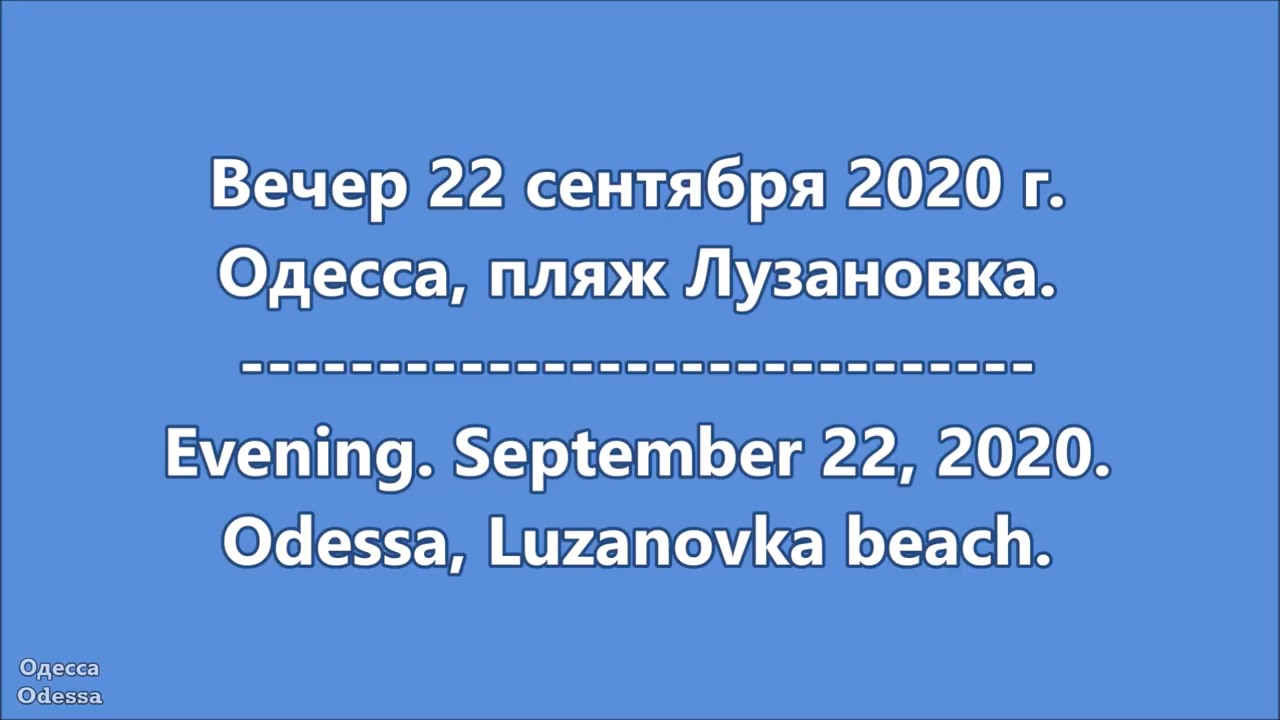 Вечер 22 сентября 2020 г.
Одесса, пляж Лузановка.
-----------------------------
Evening. September 22, 2020.
Odessa, Luzanovka beach.
Одесса
Odessa